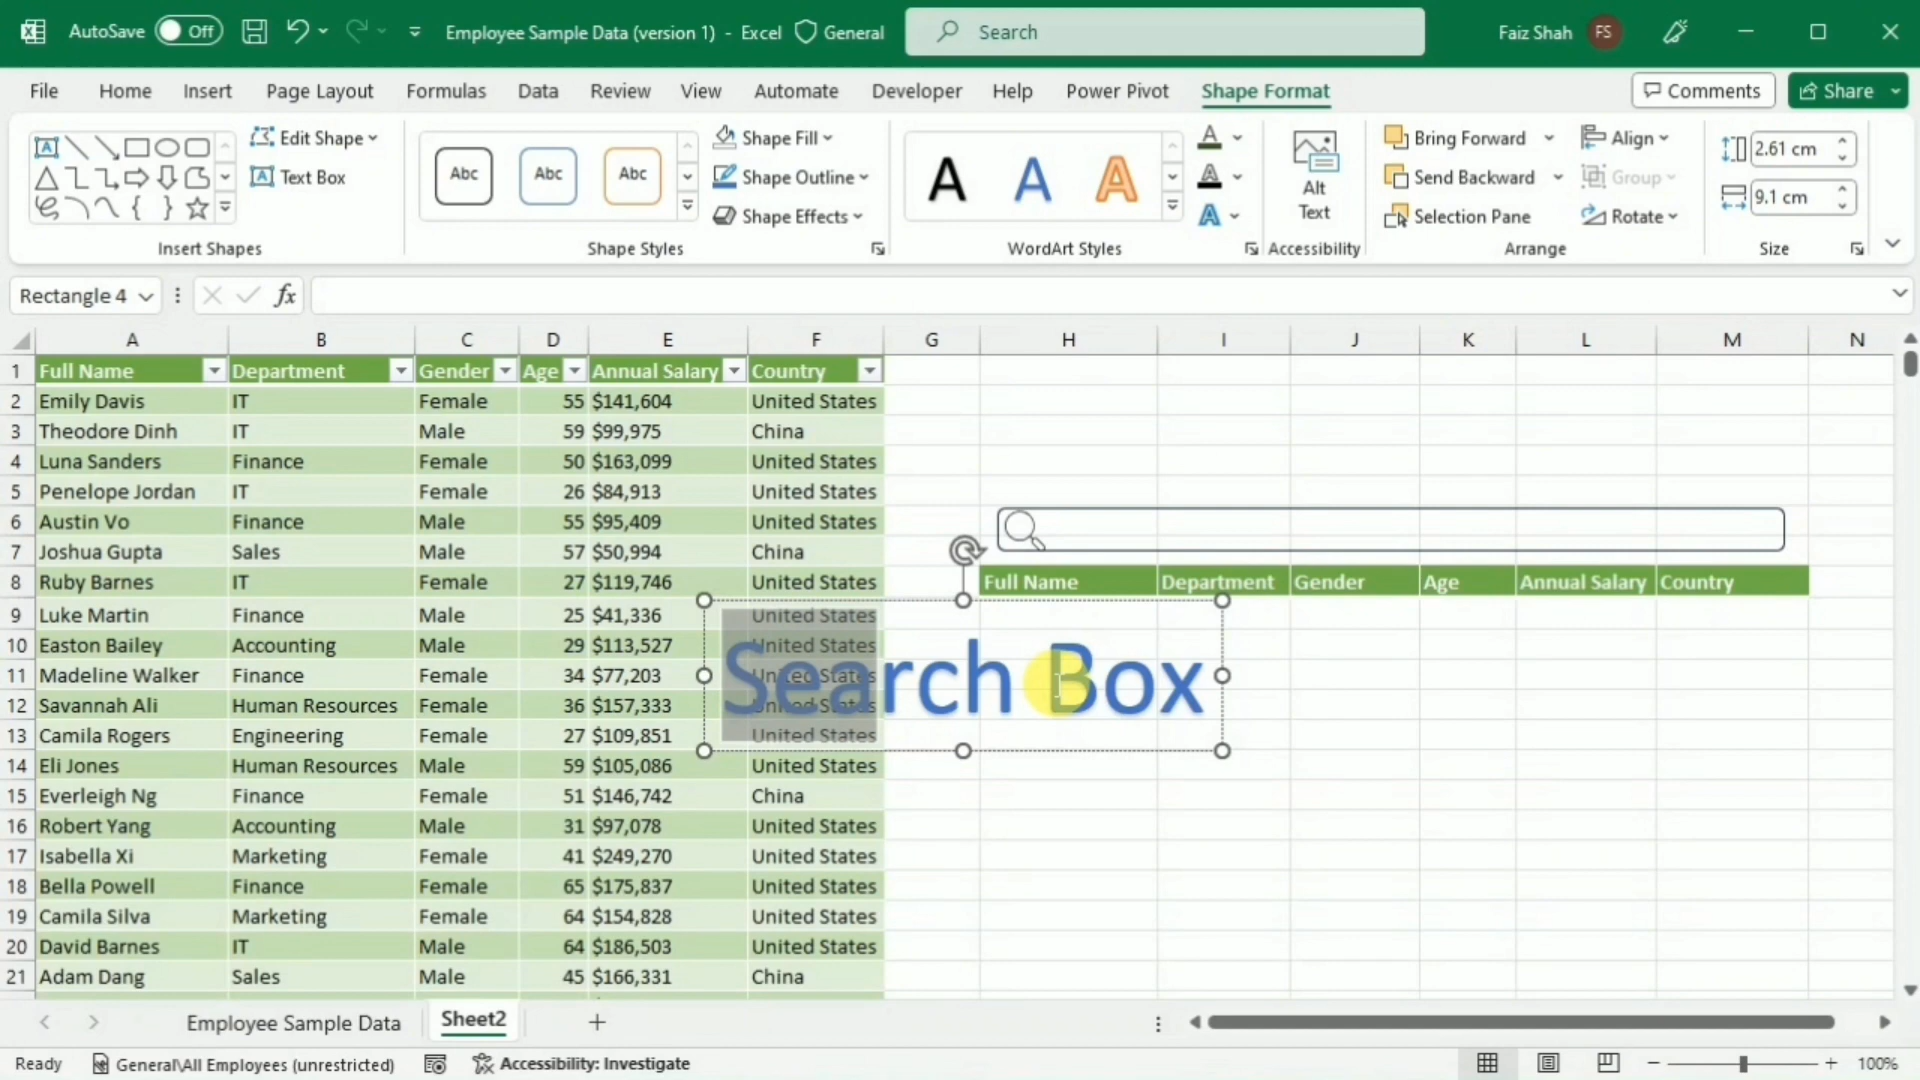 AutoSave Off Employee Sample Data (version 1) - Excel General Search Faiz Shah FS
File Home Insert Page Layout Formulas Data Review View Automate Developer Help Power Pivot Shape Format Comments Share
Edit Shape
Text Box
Insert Shapes
Abc Abc Abc
Shape Fill
Shape Outline
Shape Effects
Shape Styles
A A A
A
A
A
WordArt Styles
Alt
Text
Accessibility
Bring Forward
Send Backward
Selection Pane
Align
Group
Rotate
Arrange
2.61 cm
9.1 cm
Size
Rectangle 4 fx
A B C D E F G H I J K L M N
1 Full Name Department Gender Age Annual Salary Country
2 Emily Davis IT Female 55 $141,604 United States
3 Theodore Dinh IT Male 59 $99,975 China
4 Luna Sanders Finance Female 50 $163,099 United States
5 Penelope Jordan IT Female 26 $84,913 United States
6 Austin Vo Finance Male 55 $95,409 United States
7 Joshua Gupta Sales Male 57 $50,994 China
8 Ruby Barnes IT Female 27 $119,746 United States Full Name Department Gender Age Annual Salary Country
9 Luke Martin Finance Male 25 $41,336 United States
10 Easton Bailey Accounting Male 29 $113,527 United States
11 Madeline Walker Finance Female 34 $77,203 United States
Search Box
12 Savannah Ali Human Resources Female 36 $157,333 United States
13 Camila Rogers Engineering Female 27 $109,851 United States
14 Eli Jones Human Resources Male 59 $105,086 United States
15 Everleigh Ng Finance Female 51 $146,742 China
16 Robert Yang Accounting Male 31 $97,078 United States
17 Isabella Xi Marketing Female 41 $249,270 United States
18 Bella Powell Finance Female 65 $175,837 United States
19 Camila Silva Marketing Female 64 $154,828 United States
20 David Barnes IT Male 64 $186,503 United States
21 Adam Dang Sales Male 45 $166,331 China
Employee Sample Data Sheet2
Ready General\All Employees (unrestricted) Accessibility: Investigate 100%